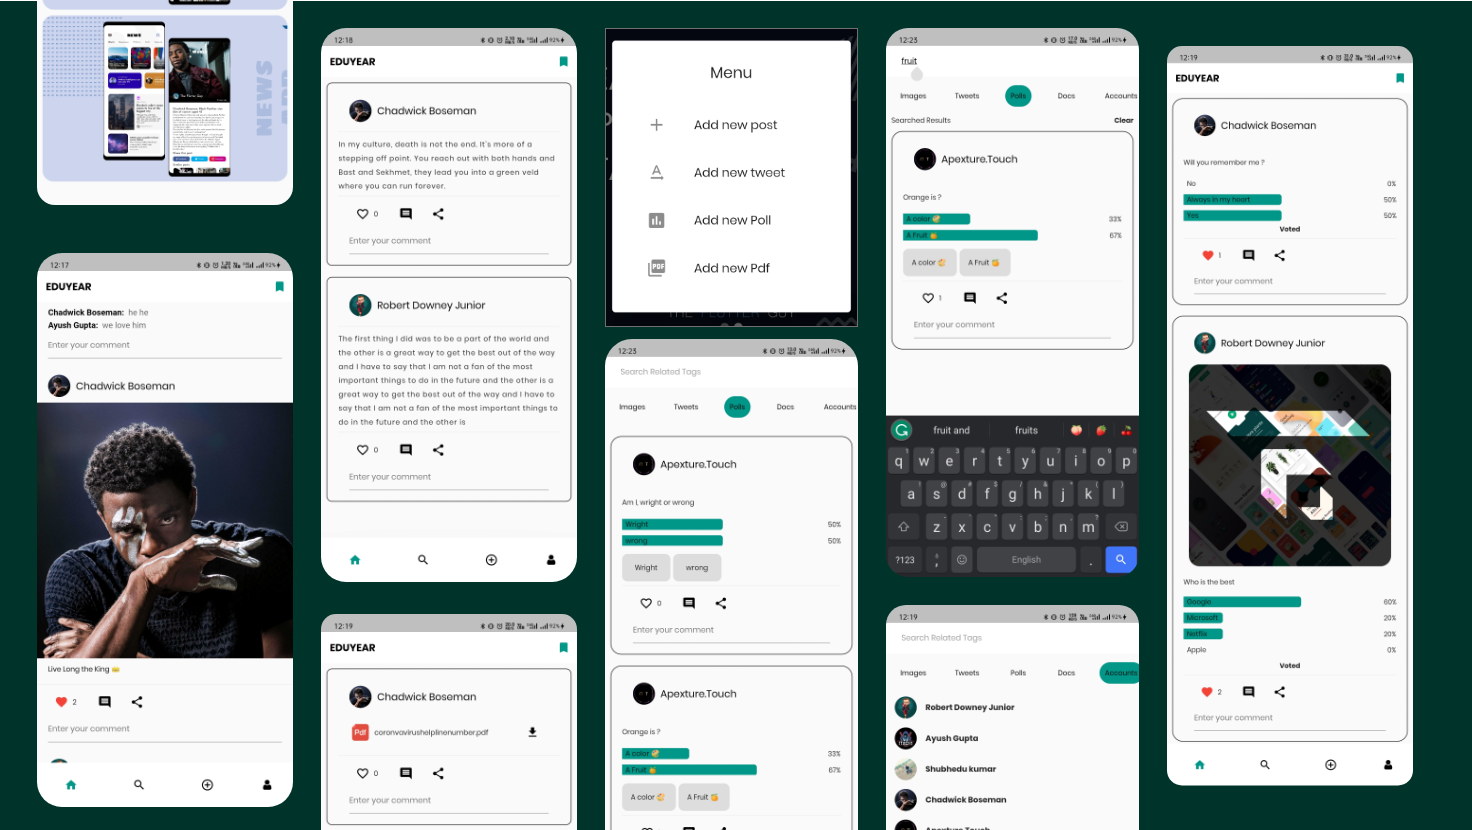 NEWS
NEWS
12:17
EDUYEAR
Chadwick Boseman: he he
Ayush Gupta: we love him
Enter your comment
Chadwick Boseman
Live Long the King
2
Enter your comment
12:18
92%
EDUYEAR
Chadwick Boseman
In my culture, death is not the end. It's more of a
stepping off point. You reach out with both hands and
Bast and Sekhmet, they lead you into a green veld
where you can run forever.
0
Enter your comment
Robert Downey Junior
The first thing I did was to be a part of the world and
the other is a great way to get the best out of the way
and I have to say that I am not a fan of the most
important things to do in the future and the other is a
great way to get the best out of the way and I have to
say that I am not a fan of the most important things to
do in the future and the other is
0
Enter your comment
12:19
92%
EDUYEAR
Chadwick Boseman
Pdf
coronvavirushelplinenumber.pdf
0
Enter your comment
Menu
Add new post
Add new tweet
Add new Poll
PDF
Add new Pdf
THE FLUTTER GUY
12:23
92%
Search Related Tags
Images
Tweets
Polls
Docs
Accounts
Apexture.Touch
Am I, wright or wrong
Wright
50%
wrong
50%
Wright
wrong
0
Enter your comment
Apexture.Touch
Orange is ?
A color
33%
A Fruit
67%
A color
A Fruit
12:23
92%
fruit
Images
Tweets
Polls
Docs
Accounts
Searched Results
Clear
Apexture.Touch
Orange is ?
A color
33%
A Fruit
67%
A color
A Fruit
1
Enter your comment
fruit and
fruits
q w e r t y u i o p
a s d f g h j k l
z x c v b n m
?123
,
English
.
12:19
92%
Search Related Tags
Images
Tweets
Polls
Docs
Accounts
Robert Downey Junior
Ayush Gupta
Shubhedu kumar
Chadwick Boseman
Apexture Touch
12:19
92%
EDUYEAR
Chadwick Boseman
Will you remember me ?
No
0%
Always in my heart
50%
Yes
50%
Voted
1
Enter your comment
Robert Downey Junior
Who is the best
Google
60%
Microsoft
20%
Netflix
20%
Apple
0%
Voted
2
Enter your comment